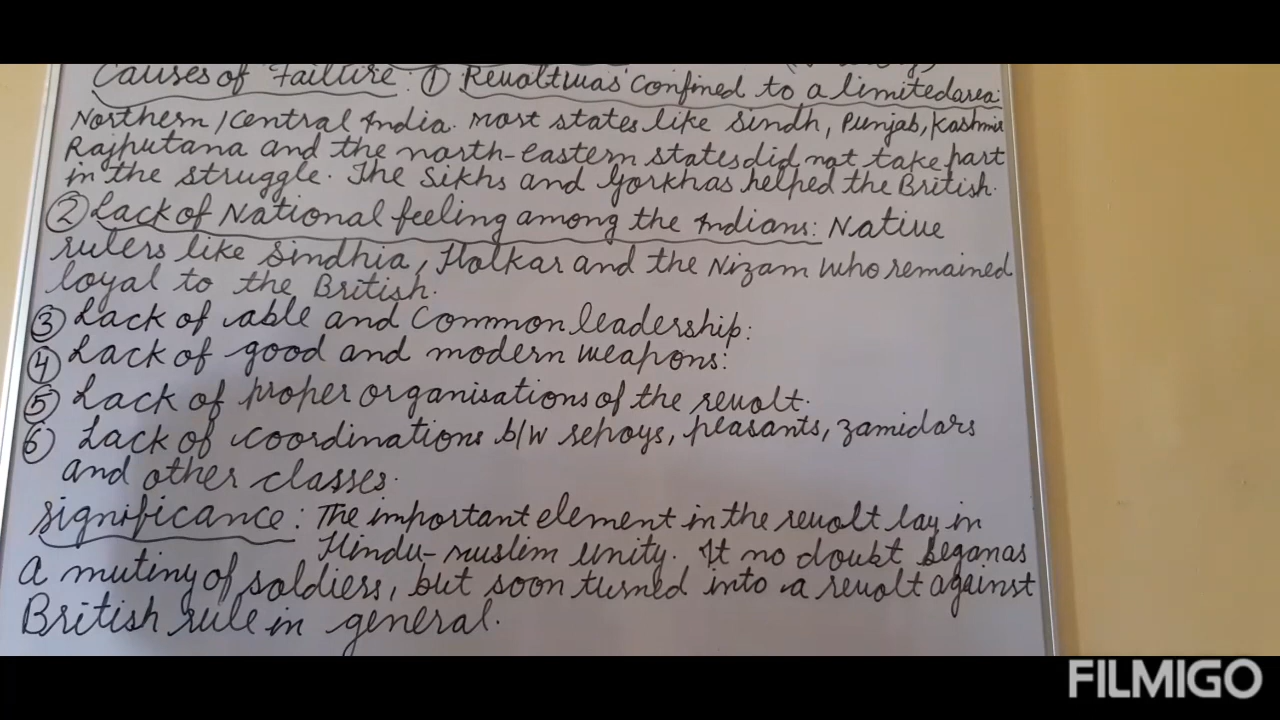 Causes of Failure: ① Revolt was confined to a limited area:
Northern/Central India. Most states like Sindh, Punjab, Kashmir
Rajputana and the north-eastern states did not take part
in the struggle. The Sikhs and Gorkhas helped the British.
② Lack of National feeling among the Indians: Native
rulers like Sindhia, Holkar and the Nizam who remained
loyal to the British.
③ Lack of able and common leadership:
④ Lack of good and modern weapons:
⑤ Lack of proper organisations of the revolt.
⑥ Lack of coordinations b/w sepoys, peasants, zamidars
and other classes.
Significance: The important element in the revolt lay in
Hindu-muslim unity. It no doubt began as
a mutiny of soldiers, but soon turned into a revolt against
British rule in general.
FILMIGO